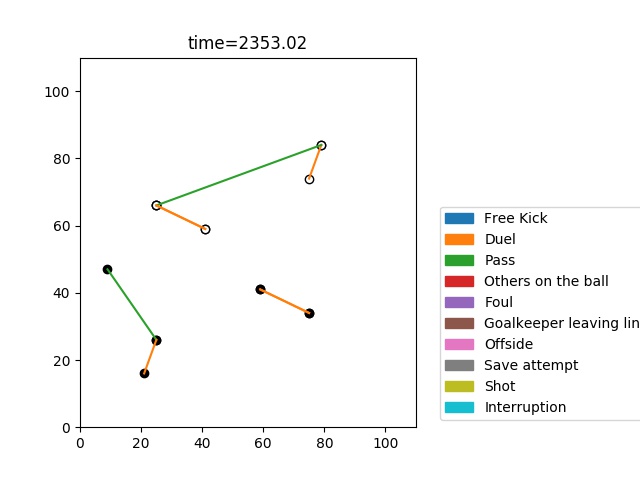 time=2353.02
100
80
60
40
20
0
0 20 40 60 80 100
Free Kick
Duel
Pass
Others on the ball
Foul
Goalkeeper leaving lin
Offside
Save attempt
Shot
Interruption